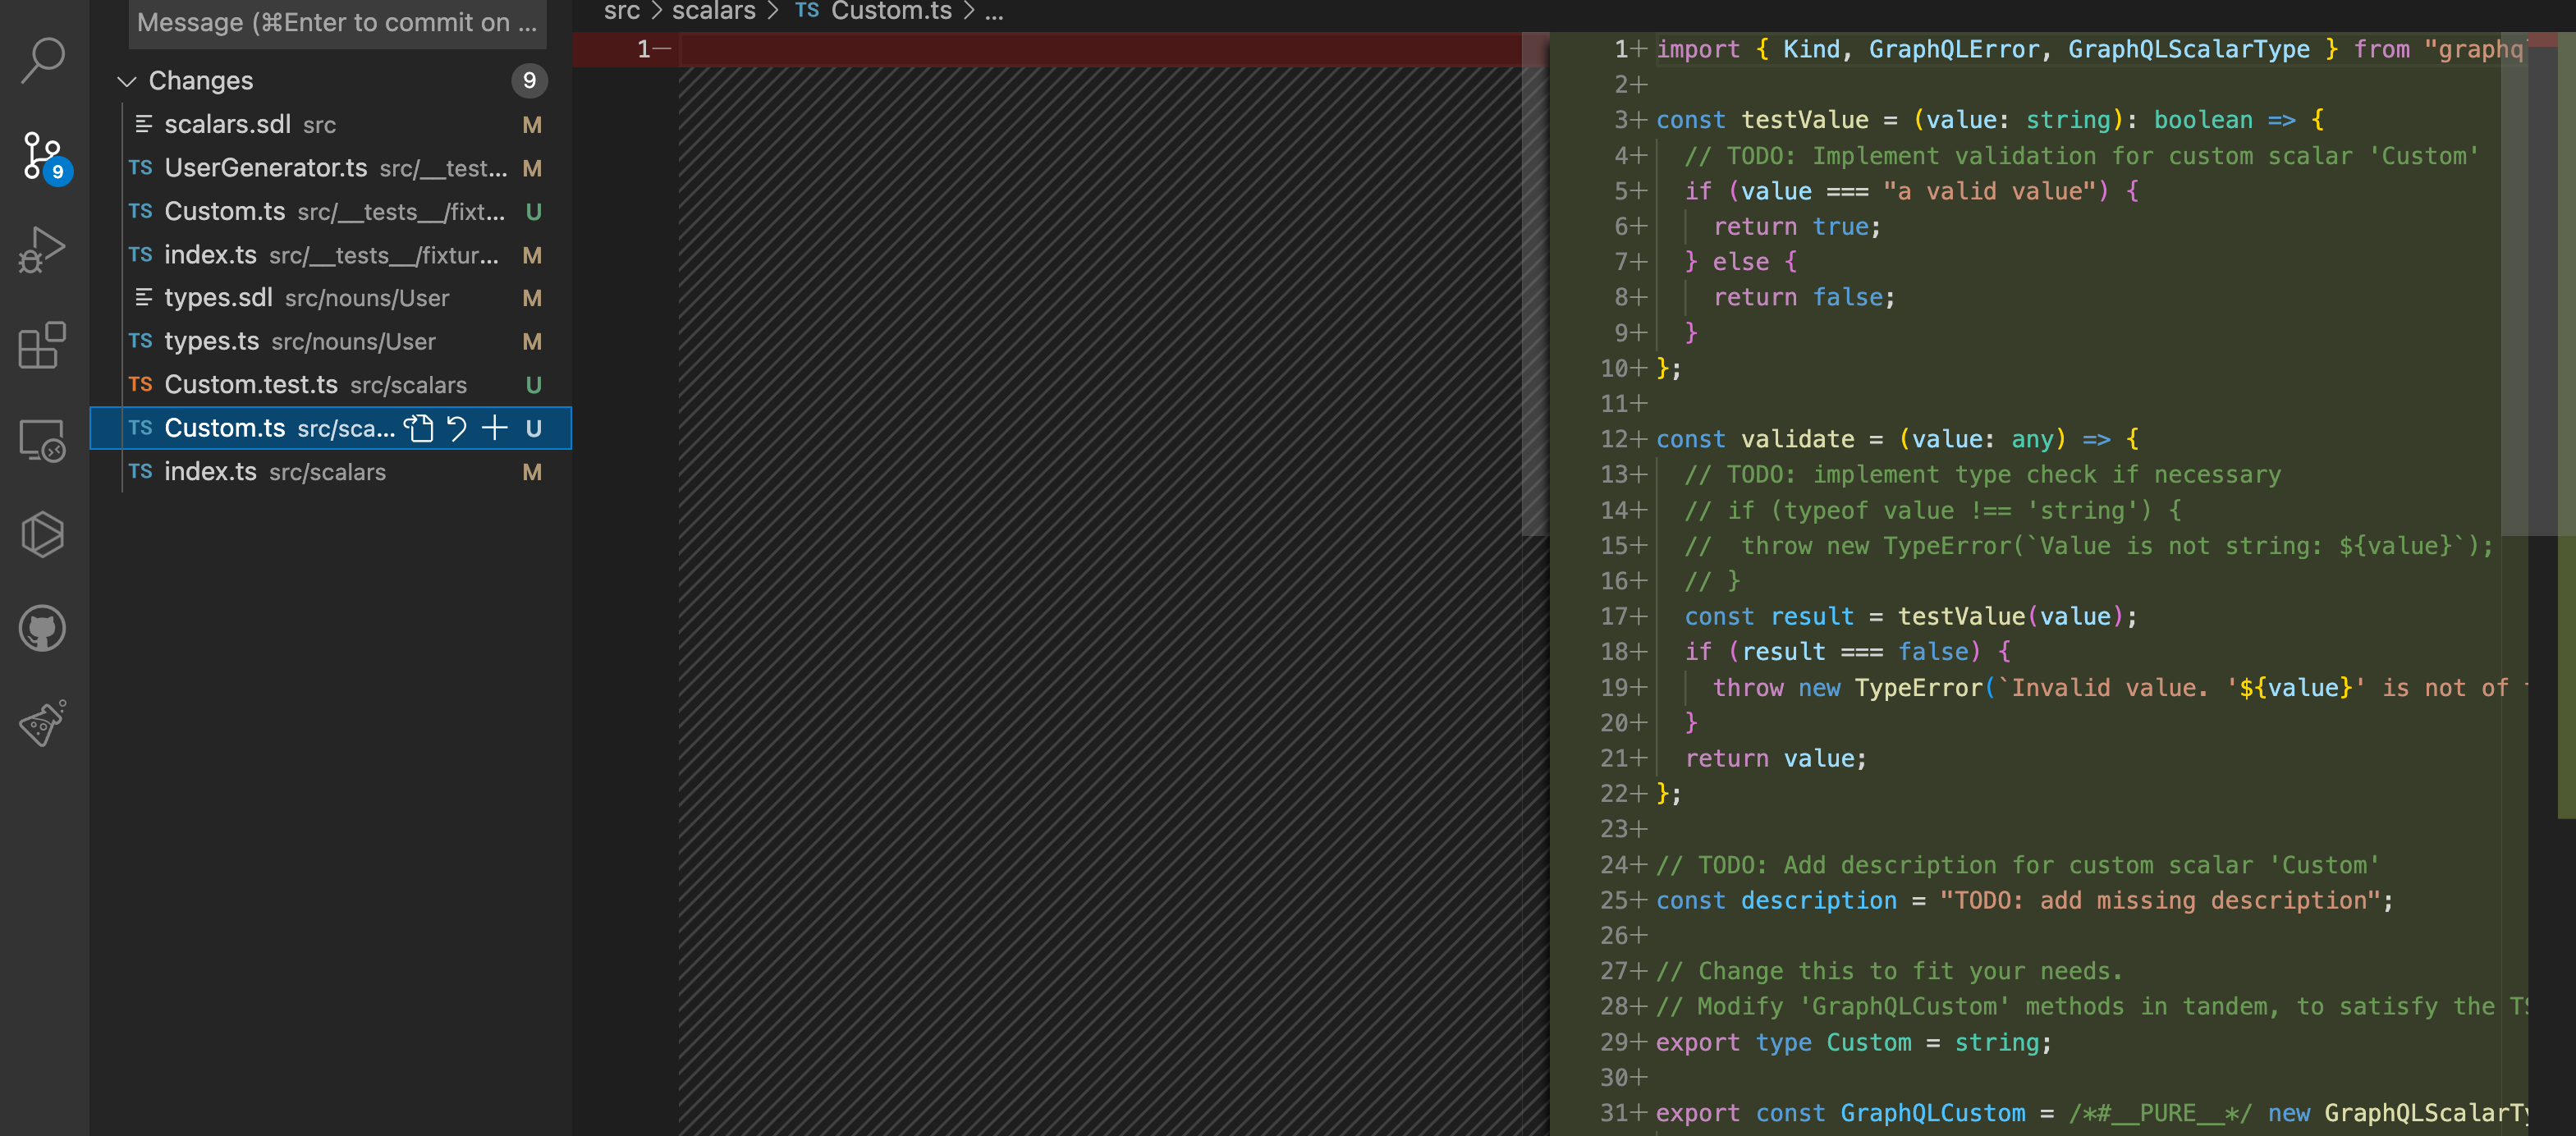 Message (⌘Enter to commit on ...
Changes 9
scalars.sdl src M
TS UserGenerator.ts src/__test... M
TS Custom.ts src/__tests__/fixt... U
TS index.ts src/__tests__/fixtur... M
types.sdl src/nouns/User M
TS types.ts src/nouns/User M
TS Custom.test.ts src/scalars U
TS Custom.ts src/sca... U
TS index.ts src/scalars M
9
src > scalars > TS Custom.ts > ...
1—
1+ import { Kind, GraphQLError, GraphQLScalarType } from "graphq
2+
3+ const testValue = (value: string): boolean => {
4+ // TODO: Implement validation for custom scalar 'Custom'
5+ if (value === "a valid value") {
6+ return true;
7+ } else {
8+ return false;
9+ }
10+ };
11+
12+ const validate = (value: any) => {
13+ // TODO: implement type check if necessary
14+ // if (typeof value !== 'string') {
15+ //  throw new TypeError(`Value is not string: ${value}`);
16+ // }
17+ const result = testValue(value);
18+ if (result === false) {
19+ throw new TypeError(`Invalid value. '${value}' is not of
20+ }
21+ return value;
22+ };
23+
24+ // TODO: Add description for custom scalar 'Custom'
25+ const description = "TODO: add missing description";
26+
27+ // Change this to fit your needs.
28+ // Modify 'GraphQLCustom' methods in tandem, to satisfy the TS
29+ export type Custom = string;
30+
31+ export const GraphQLCustom = /*#__PURE__*/ new GraphQLScalarTy